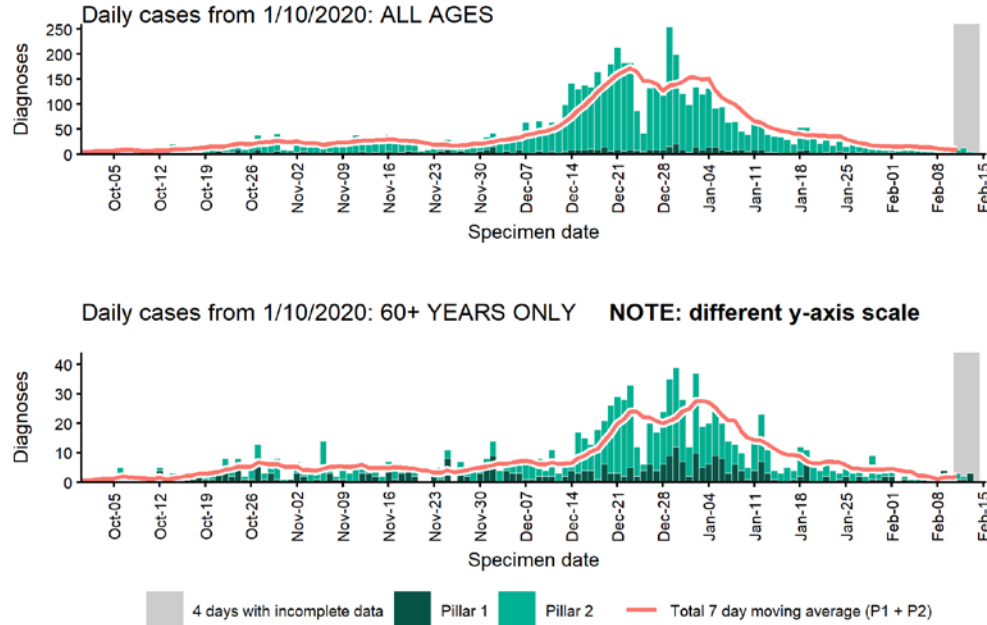 Daily cases from 1/10/2020: ALL AGES
Diagnoses
250
200
150
100
50
0
Oct-05
Oct-12
Oct-19
Oct-26
Nov-02
Nov-09
Nov-16
Nov-23
Nov-30
Dec-07
Dec-14
Dec-21
Dec-28
Jan-04
Jan-11
Jan-18
Jan-25
Feb-01
Feb-08
Feb-15
Specimen date
Daily cases from 1/10/2020: 60+ YEARS ONLY NOTE: different y-axis scale
Diagnoses
40
30
20
10
0
Oct-05
Oct-12
Oct-19
Oct-26
Nov-02
Nov-09
Nov-16
Nov-23
Nov-30
Dec-07
Dec-14
Dec-21
Dec-28
Jan-04
Jan-11
Jan-18
Jan-25
Feb-01
Feb-08
Feb-15
Specimen date
4 days with incomplete data
Pillar 1
Pillar 2
Total 7 day moving average (P1 + P2)